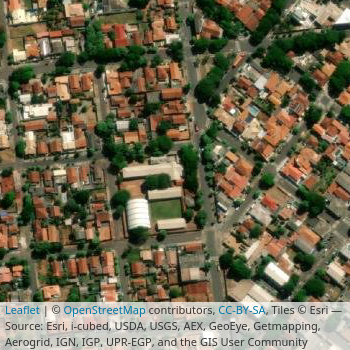 Leaflet | © OpenStreetMap contributors, CC-BY-SA, Tiles © Esri —
Source: Esri, i-cubed, USDA, USGS, AEX, GeoEye, Getmapping,
Aerogrid, IGN, IGP, UPR-EGP, and the GIS User Community